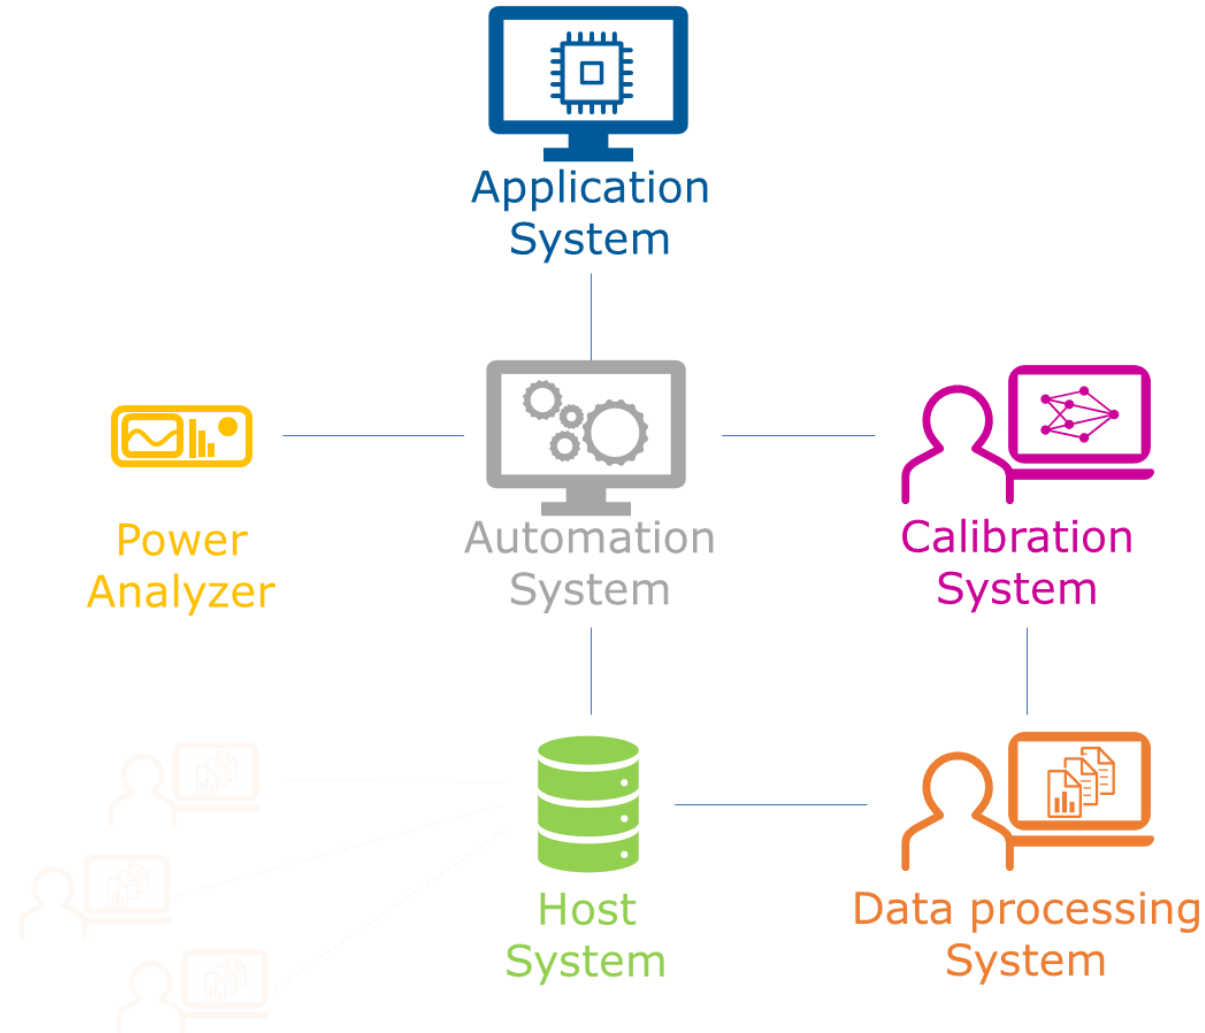 Application
System
Power
Analyzer
Automation
System
Calibration
System
Host
System
Data processing
System